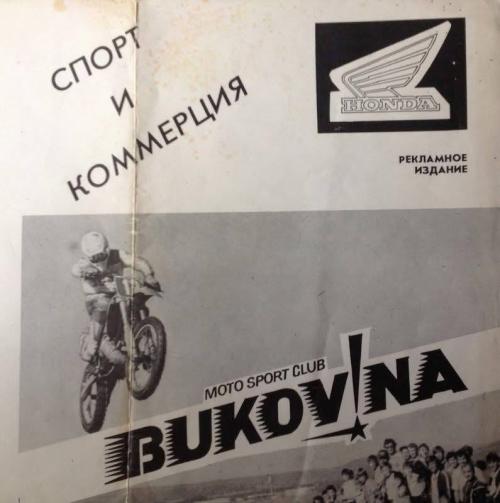 СПОРТ
И
КОММЕРЦИЯ
HONDA
РЕКЛАМНОЕ
ИЗДАНИЕ
MOTO SPORT CLUB
BUKOV!NA